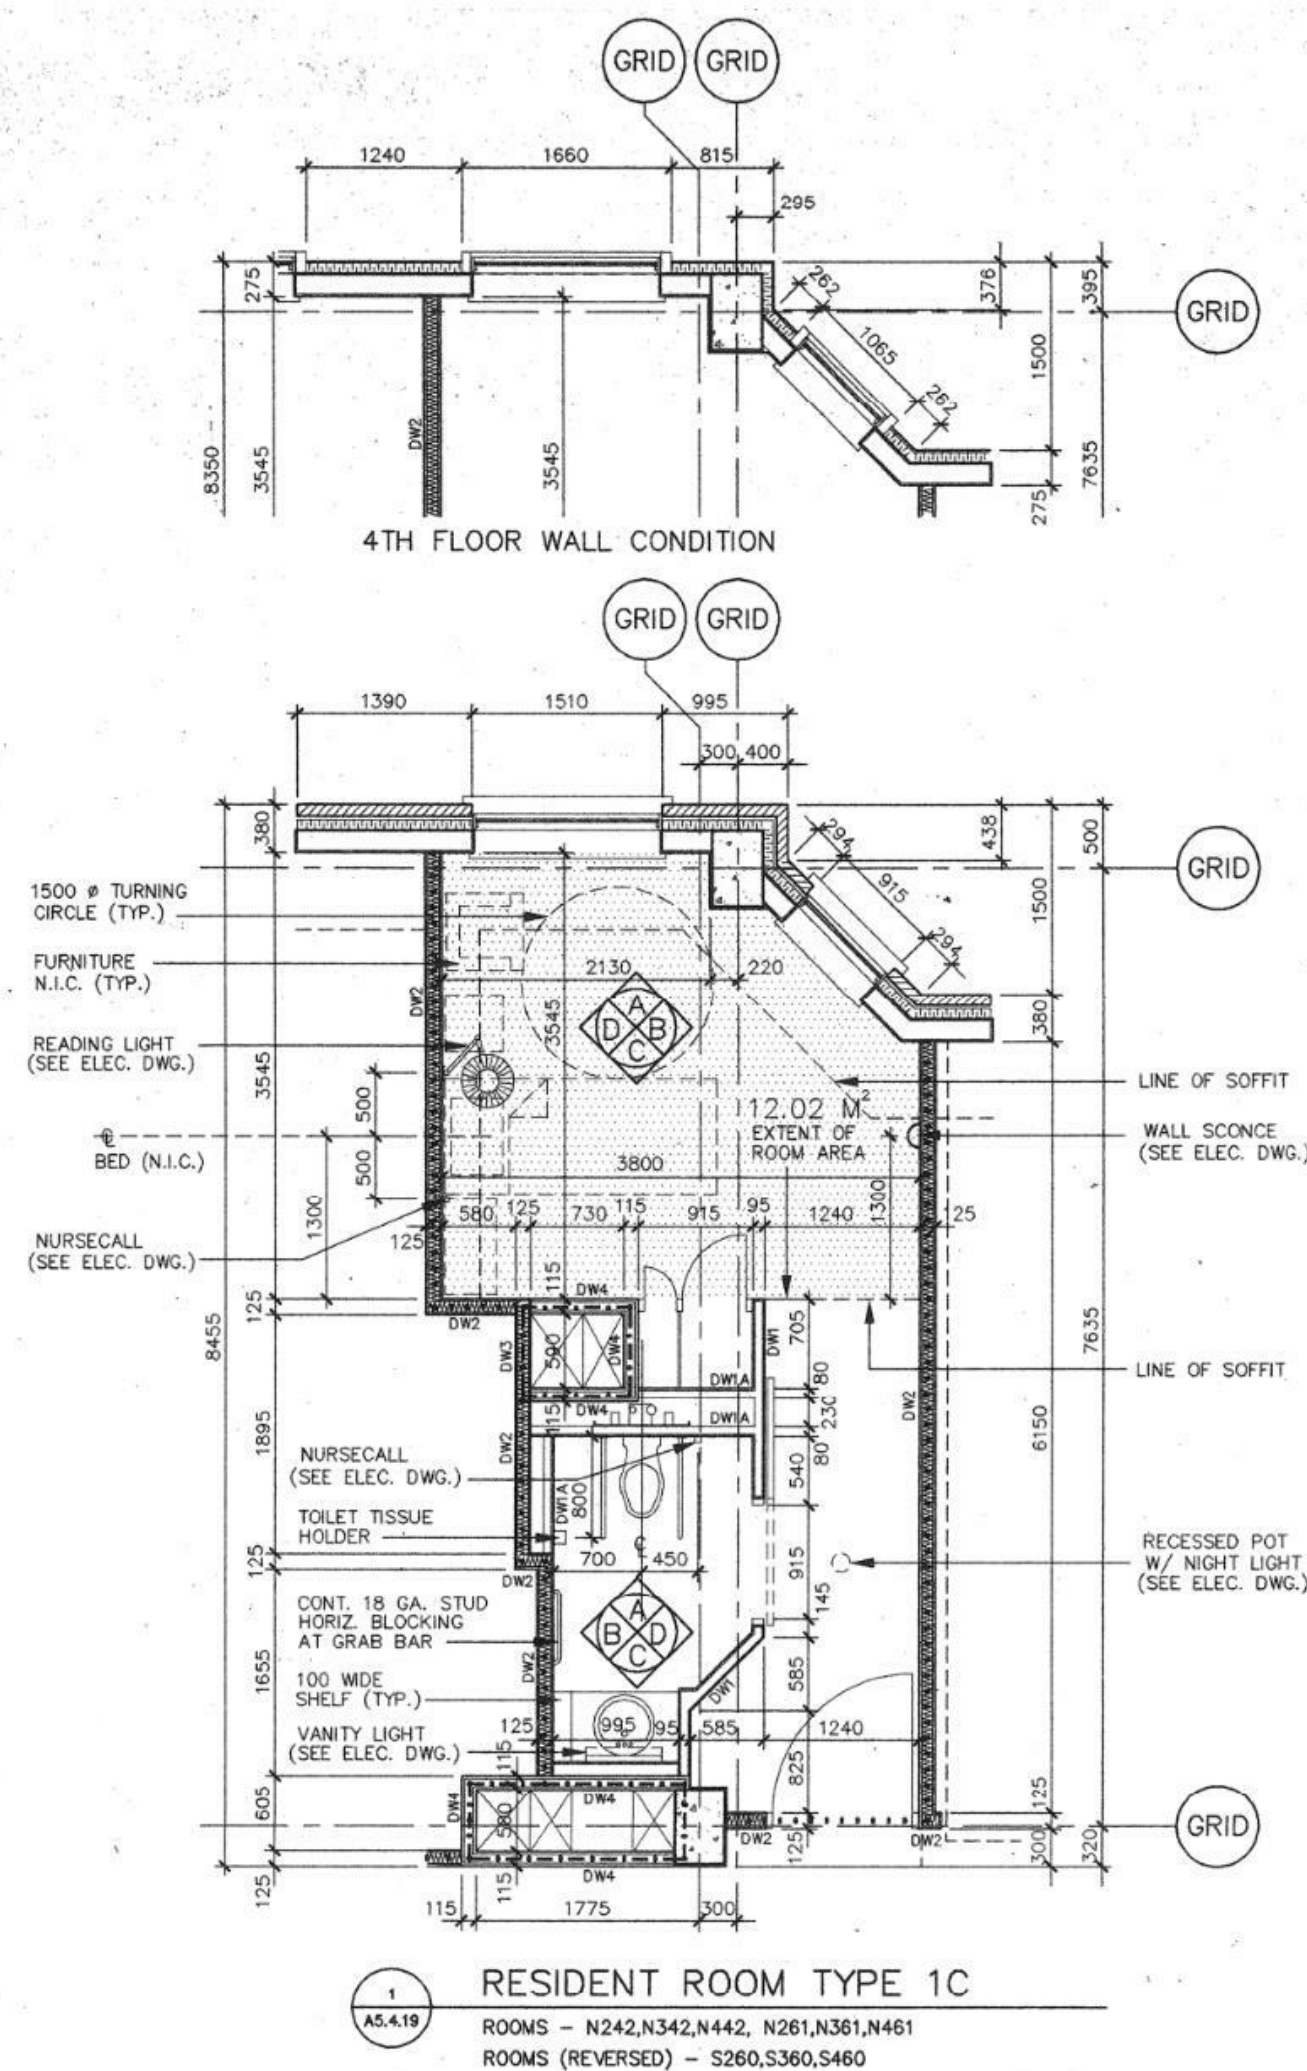 GRID GRID
1240 1660 815
295
275
262
376
395
GRID
1065
1500
262
DW2
8350
3545
3545
7635
275
4TH FLOOR WALL CONDITION
GRID GRID
1390 1510 995
300 400
380
294
438
500
GRID
915
1500
1500 ø TURNING
CIRCLE (TYP.)
294
FURNITURE
N.I.C. (TYP.)
2130 220
DW2
3545
A
D B
C
380
READING LIGHT
(SEE ELEC. DWG.)
3545
LINE OF SOFFIT
500
12.02 M2
EXTENT OF
ROOM AREA
WALL SCONCE
(SEE ELEC. DWG.)
BED (N.I.C.)
500
3800
1300
1300
580 125 730 115 915 95 1240 25
125
NURSECALL
(SEE ELEC. DWG.)
115
DW4
125
DW2
705
8455
7635
DW3
590
DW4
DW1
LINE OF SOFFIT
DW1A
80
DW4
DW2
115
DW1A
230
80
1895
6150
DW2
NURSECALL
(SEE ELEC. DWG.)
540
DW1A
800
TOILET TISSUE
HOLDER
700 450
915
RECESSED POT
W/ NIGHT LIGHT
(SEE ELEC. DWG.)
125
DW2
CONT. 18 GA. STUD
HORIZ. BLOCKING
AT GRAB BAR
A
B D
C
145
DW2
1655
585
100 WIDE
SHELF (TYP.)
DW1
VANITY LIGHT
(SEE ELEC. DWG.)
125 995 95 585 1240
115
825
605
DW4
DW4
580
125
GRID
DW2
125
DW2
300
320
125
115
DW4
115 1775 300
1
A5.4.19
RESIDENT ROOM TYPE 1C
ROOMS - N242,N342,N442, N261,N361,N461
ROOMS (REVERSED) - S260,S360,S460